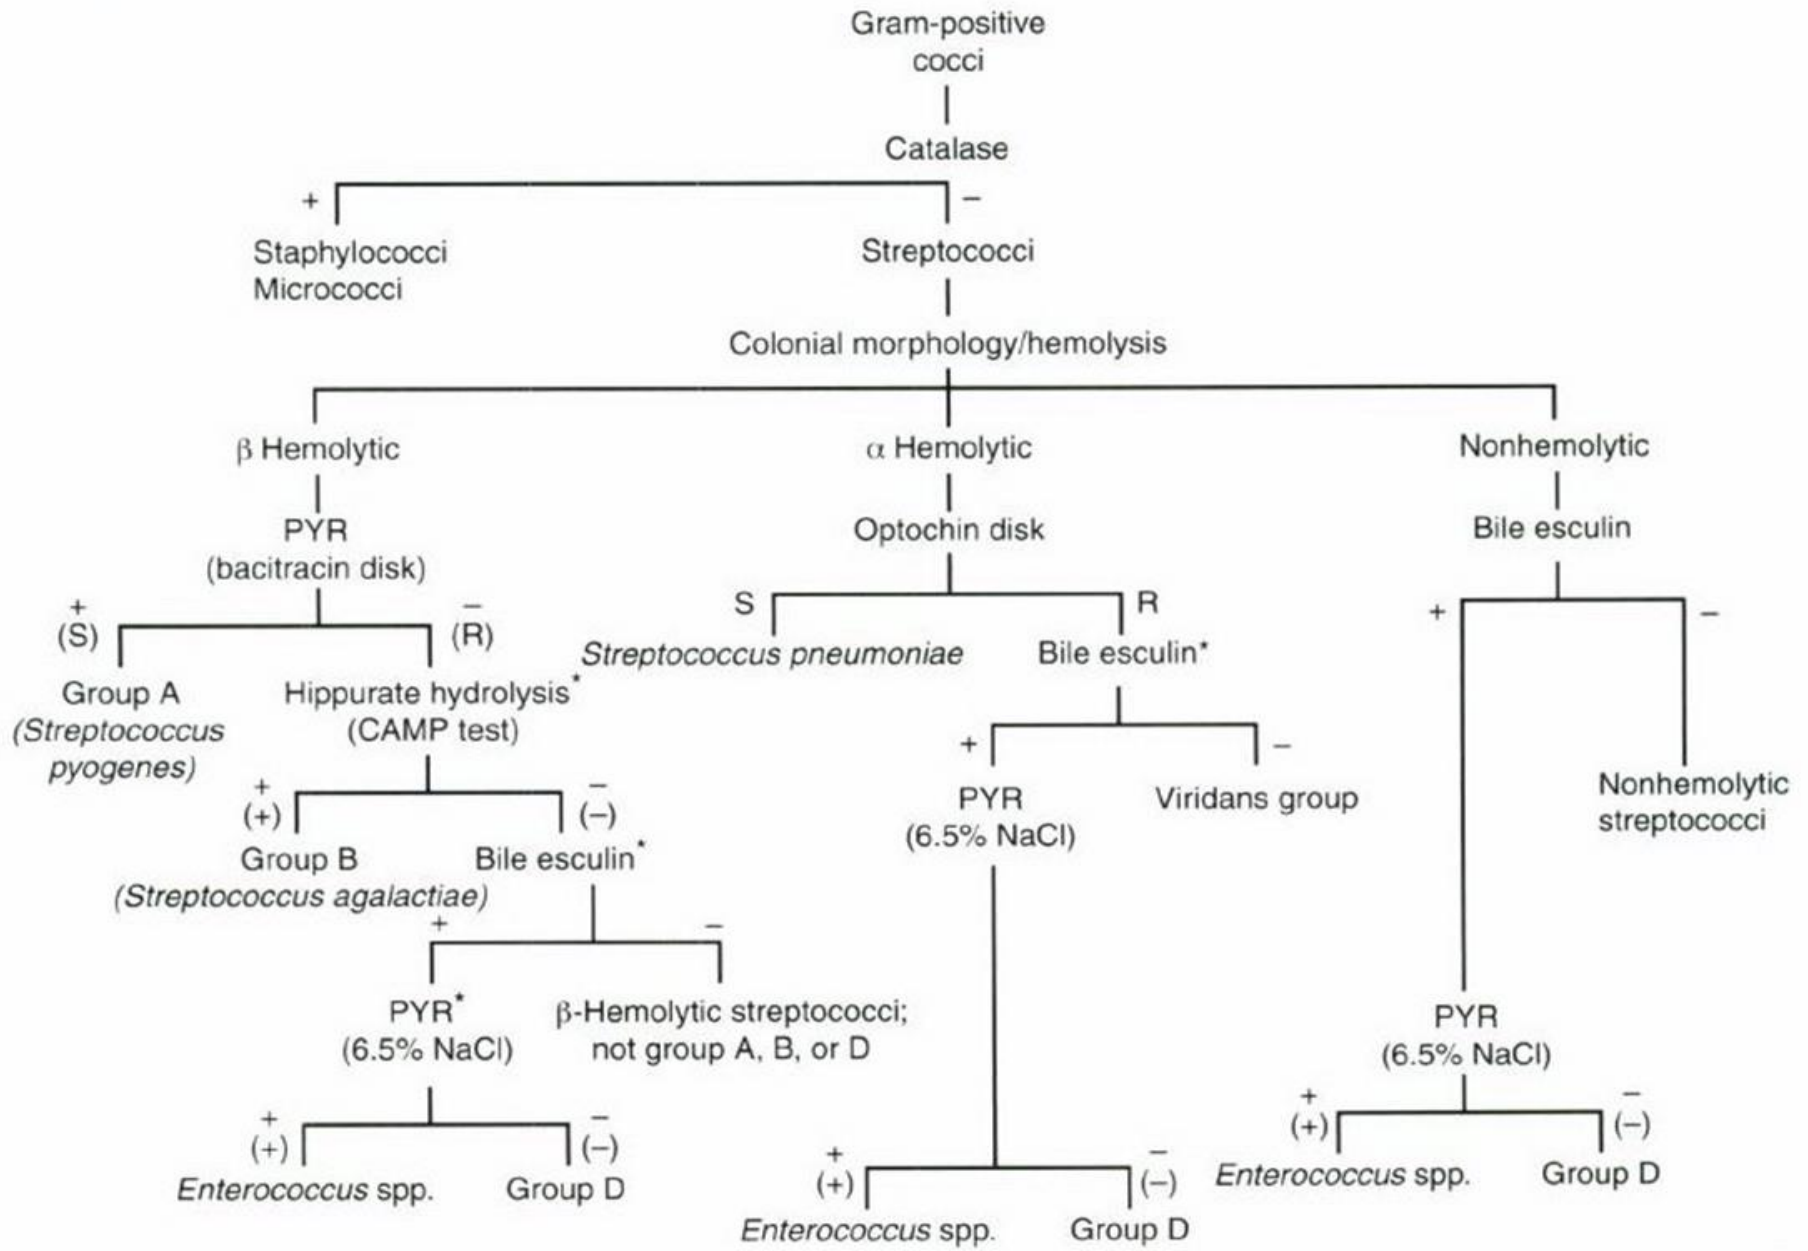 Gram-positive
cocci
Catalase
+
−
Staphylococci
Micrococci
Streptococci
Colonial morphology/hemolysis
β Hemolytic
α Hemolytic
Nonhemolytic
PYR
(bacitracin disk)
Optochin disk
Bile esculin
+
(S)
−
(R)
S
R
+
−
Group A
(Streptococcus
pyogenes)
Hippurate hydrolysis*
(CAMP test)
Streptococcus pneumoniae
Bile esculin*
+
−
+
(+)
−
(−)
Group B
(Streptococcus agalactiae)
Bile esculin*
PYR
(6.5% NaCl)
Viridans group
Nonhemolytic
streptococci
+
−
PYR*
(6.5% NaCl)
β-Hemolytic streptococci;
not group A, B, or D
PYR
(6.5% NaCl)
+
(+)
−
(−)
Enterococcus spp.
Group D
+
(+)
−
(−)
Enterococcus spp.
Group D
+
(+)
−
(−)
Enterococcus spp.
Group D